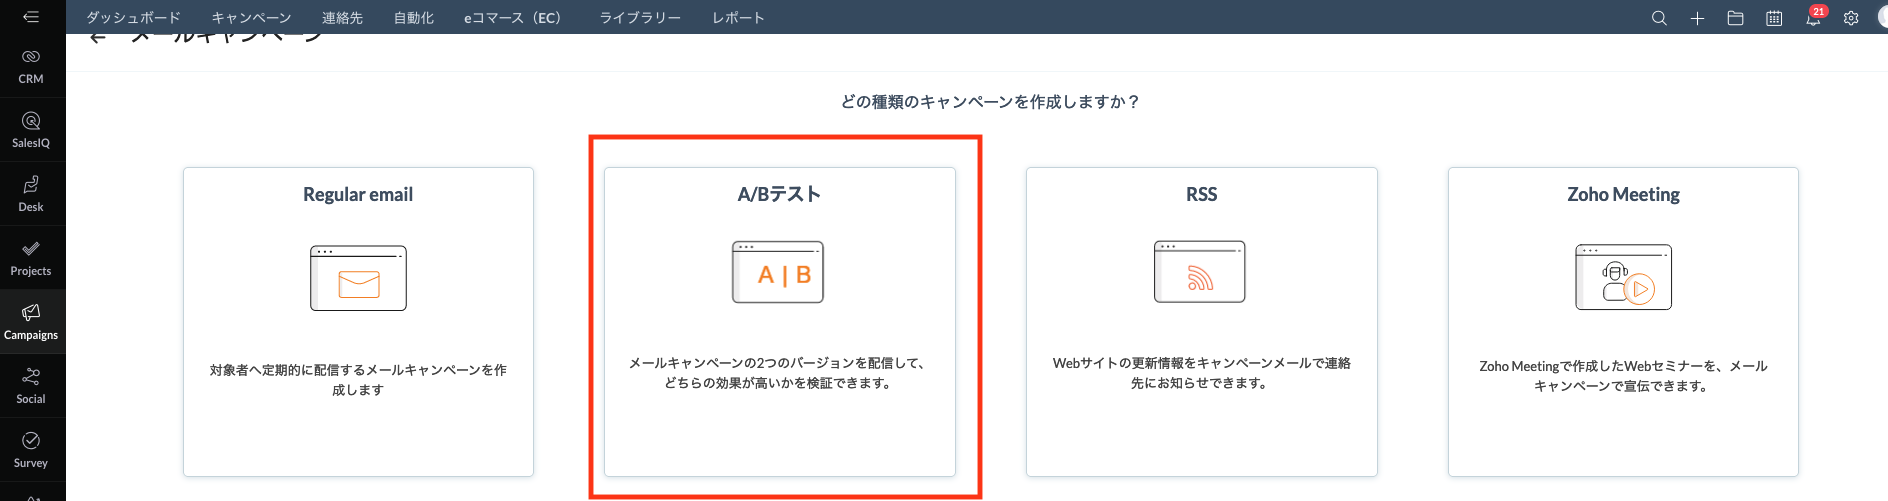 ダッシュボード キャンペーン 連絡先 自動化 eコマース（EC） ライブラリー レポート
21
メールキャンペーン
CRM
SalesIQ
Desk
Projects
Campaigns
Social
Survey
どの種類のキャンペーンを作成しますか？
Regular email
対象者へ定期的に配信するメールキャンペーンを作
成します
A/Bテスト
A | B
メールキャンペーンの2つのバージョンを配信して、
どちらの効果が高いかを検証できます。
RSS
Webサイトの更新情報をキャンペーンメールで連絡
先にお知らせできます。
Zoho Meeting
Zoho Meetingで作成したWebセミナーを、メール
キャンペーンで宣伝できます。